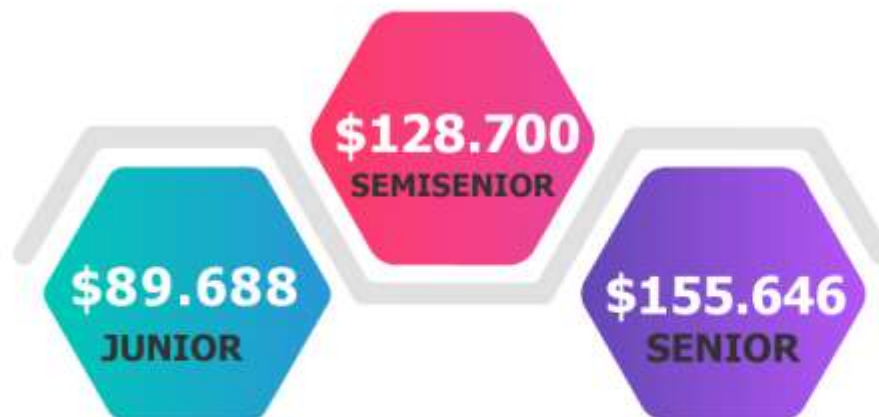 $89.688
JUNIOR
$128.700
SEMISENIOR
$155.646
SENIOR